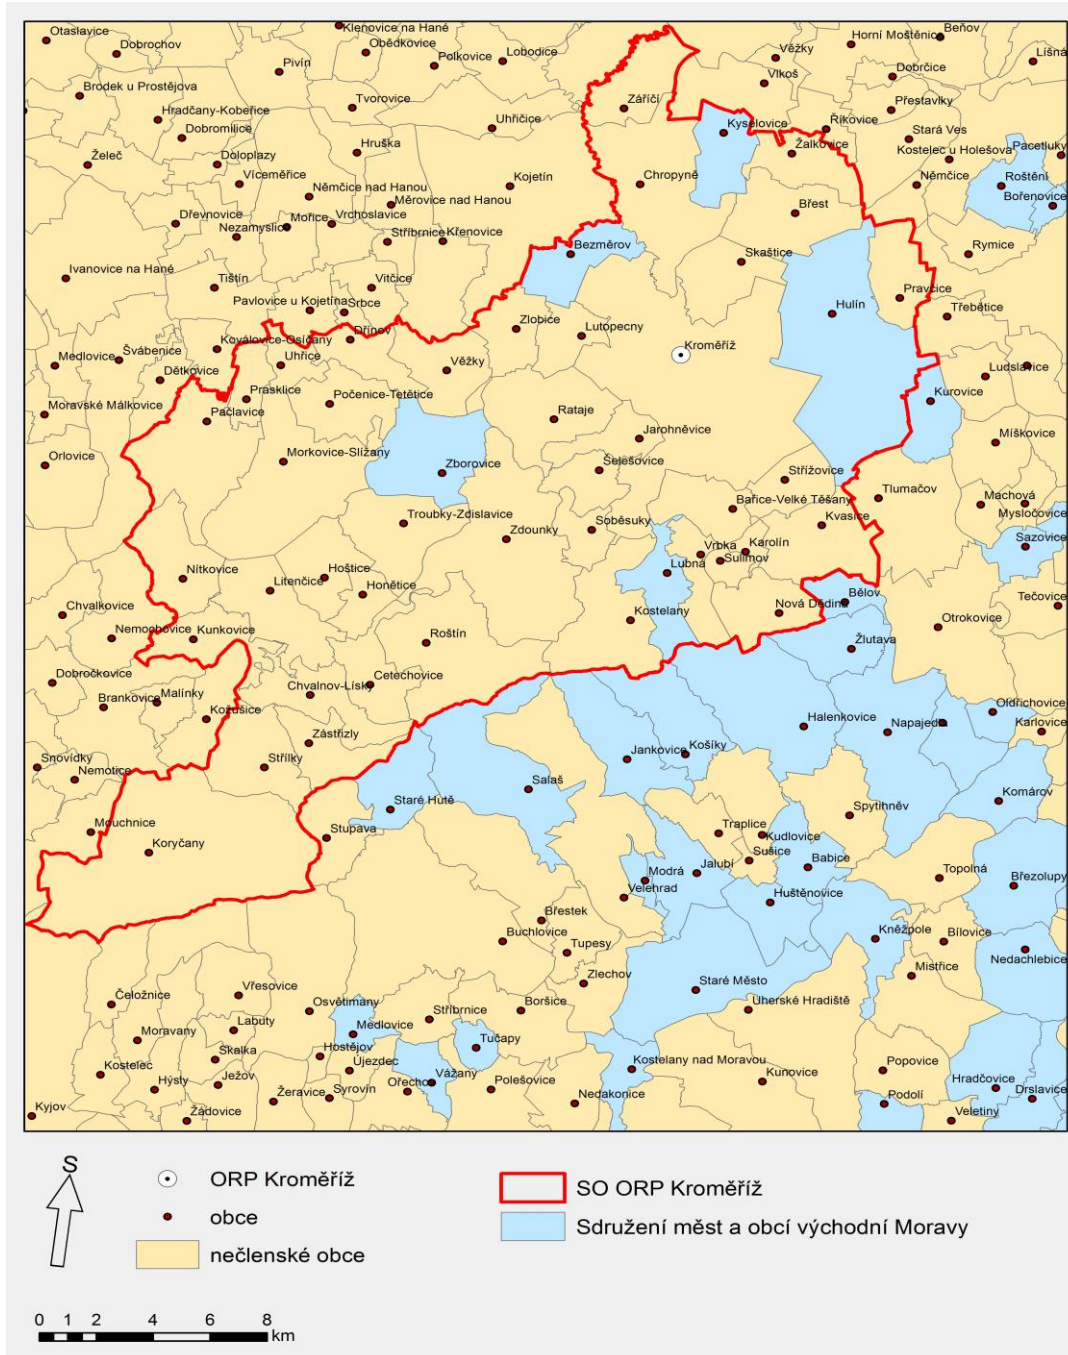 Otaslavice
Dobrochov
Klenovice na Hané
Obědkovice
Polkovice
Lobodice
Věžky
Horní Moštěnice
Beňov
Líšná
Pivín
Vlkoš
Dobrčice
Brodek u Prostějova
Tvorovice
Záříčí
Přestavlky
Hradčany-Kobeřice
Dobromilice
Uhřičice
Kyselovice
Říkovice
Stará Ves
Hruška
Žalkovice
Kostelec u Holešova
Pacetluky
Želeč
Doloplazy
Víceměřice
Němčice nad Hanou
Kojetín
Chropyně
Němčice
Roštění
Měrovice nad Hanou
Bořenovice
Dřevnovice
Mořice
Vrchoslavice
Břest
Nezamyslice
Stříbrnice
Křenovice
Bezměrov
Skaštice
Rymice
Ivanovice na Hané
Tištín
Vitčice
Pravčice
Pavlovice u Kojetína
Srbce
Hulín
Třebětice
Dřínov
Zlobice
Lutopecny
Kroměříž
Koválovice-Osíčany
Švábenice
Medlovice
Uhřice
Věžky
Dětkovice
Ludslavice
Prasklice
Počenice-Tetětice
Kurovice
Moravské Málkovice
Pačlavice
Rataje
Jarohněvice
Míškovice
Morkovice-Slížany
Orlovice
Zborovice
Šelešovice
Střížovice
Tlumačov
Machová
Bařice-Velké Těšany
Mysločovice
Troubky-Zdislavice
Zdounky
Soběsuky
Kvasice
Sazovice
Vrbka
Karolín
Sulimov
Lubná
Nítkovice
Hoštice
Litenčice
Honětice
Bělov
Tečovice
Chvalkovice
Kostelany
Nová Dědina
Otrokovice
Nemochovice
Kunkovice
Roštín
Žlutava
Dobročkovice
Cetechovice
Chvalnov-Lísky
Brankovice
Malínky
Kožušice
Oldřichovice
Halenkovice
Napajedla
Karlovice
Zástřizly
Košíky
Jankovice
Snovídky
Střílky
Nemotice
Salaš
Komárov
Staré Hutě
Spytihněv
Mouchnice
Stupava
Traplice
Kudlovice
Koryčany
Sušice
Babice
Modrá
Jalubí
Topolná
Březolupy
Velehrad
Huštěnovice
Břestek
Buchlovice
Kněžpole
Bílovice
Tupesy
Nedachlebice
Zlechov
Mistřice
Staré Město
Vřesovice
Čeložnice
Osvětimany
Boršice
Uherské Hradiště
Stříbrnice
Labuty
Medlovice
Moravany
Tučapy
Skalka
Hostějov
Kostelany nad Moravou
Kostelec
Újezdec
Popovice
Ježov
Vážany
Kunovice
Hýsly
Ořechov
Polešovice
Hradčovice
Syrovín
Drslavice
Žeravice
Nedakonice
Podolí
Kyjov
Žádovice
Veletiny
S
ORP Kroměříž
SO ORP Kroměříž
obce
Sdružení měst a obcí východní Moravy
nečlenské obce
0 1 2 4 6 8
km